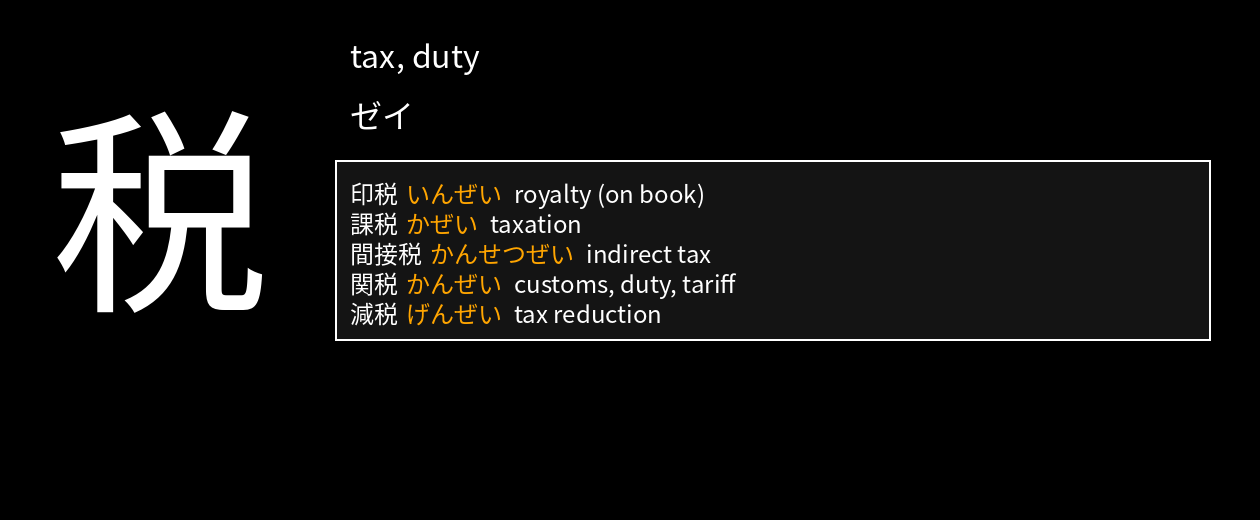 税
tax, duty
ゼイ
印税 いんぜい royalty (on book)
課税 かぜい taxation
間接税 かんせつぜい indirect tax
関税 かんぜい customs, duty, tariff
減税 げんぜい tax reduction